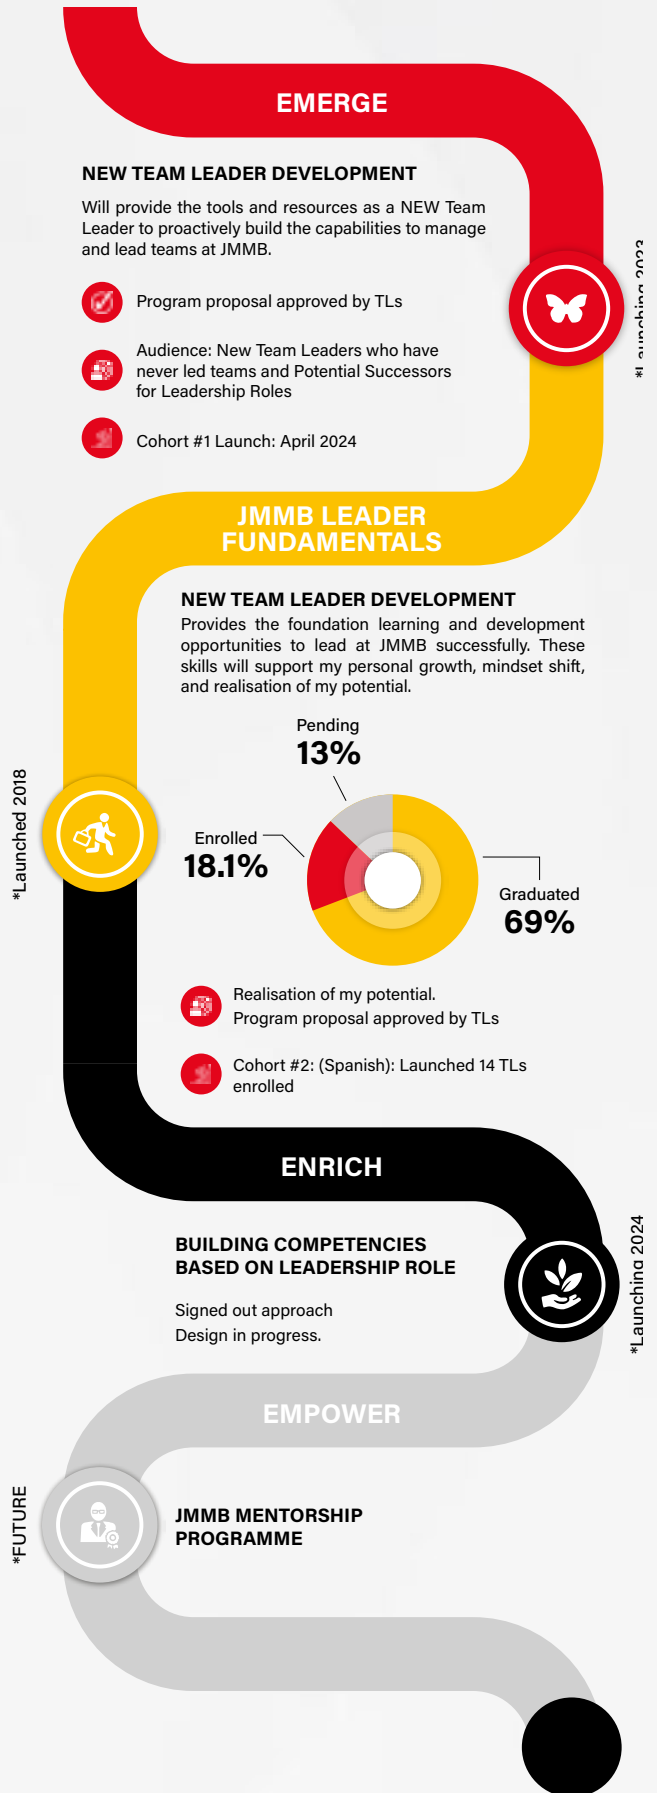 EMERGE
NEW TEAM LEADER DEVELOPMENT
Will provide the tools and resources as a NEW Team
Leader to proactively build the capabilities to manage
and lead teams at JMMB.
Program proposal approved by TLs
Audience: New Team Leaders who have
never led teams and Potential Successors
for Leadership Roles
Cohort #1 Launch: April 2024
*Launching 2023
JMMB LEADER
FUNDAMENTALS
NEW TEAM LEADER DEVELOPMENT
Provides the foundation learning and development
opportunities to lead at JMMB successfully. These
skills will support my personal growth, mindset shift,
and realisation of my potential.
*Launched 2018
Pending
13%
Enrolled
18.1%
Graduated
69%
Realisation of my potential.
Program proposal approved by TLs
Cohort #2: (Spanish): Launched 14 TLs
enrolled
ENRICH
BUILDING COMPETENCIES
BASED ON LEADERSHIP ROLE
Signed out approach
Design in progress.
*Launching 2024
EMPOWER
*FUTURE
JMMB MENTORSHIP
PROGRAMME